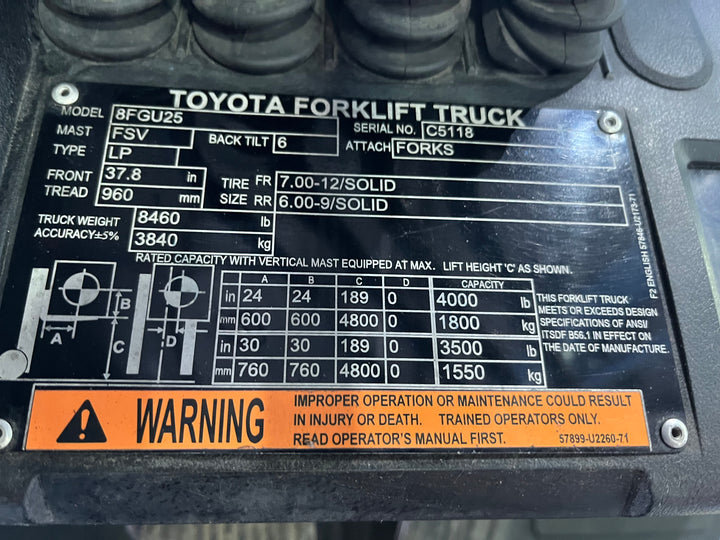 TOYOTA FORKLIFT TRUCK
MODEL 8FGU25 SERIAL NO. C5118
MAST FSV BACK TILT 6 ATTACH FORKS
TYPE LP
FRONT 37.8 in TIRE FR 7.00-12/SOLID
TREAD 960 mm SIZE RR 6.00-9/SOLID
TRUCK WEIGHT 8460 lb
ACCURACY±5% 3840 kg
RATED CAPACITY WITH VERTICAL MAST EQUIPPED AT MAX. LIFT HEIGHT 'C' AS SHOWN.
A B C D CAPACITY
in 24 24 189 0 4000 lb
mm 600 600 4800 0 1800 kg
in 30 30 189 0 3500 lb
mm 760 760 4800 0 1550 kg
A B C D
THIS FORKLIFT TRUCK
MEETS OR EXCEEDS DESIGN
SPECIFICATIONS OF ANSI/
ITSDF B56.1 IN EFFECT ON
THE DATE OF MANUFACTURE.
F2 ENGLISH 57846-U2173-71
WARNING
IMPROPER OPERATION OR MAINTENANCE COULD RESULT
IN INJURY OR DEATH. TRAINED OPERATORS ONLY.
READ OPERATOR'S MANUAL FIRST. 57899-U2260-71